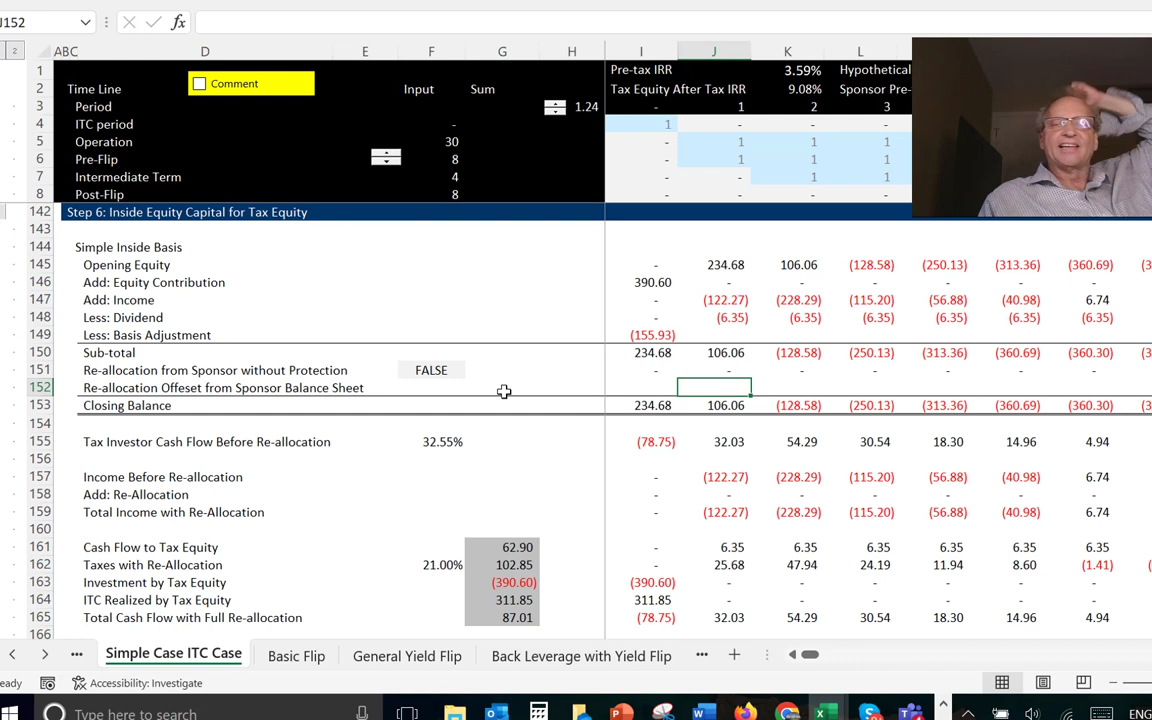 J152 fx
2 ABC D E F G H I J K L
1 Pre-tax IRR 3.59% Hypothetical
2 Time Line Comment Input Sum Tax Equity After Tax IRR 9.08% Sponsor Pre-
3 Period 1.24 - 1 2 3
4 ITC period - 1 - - -
5 Operation 30 - 1 1 1
6 Pre-Flip 8 - 1 1 1
7 Intermediate Term 4 - - 1 1
8 Post-Flip 8 - - - -
142 Step 6: Inside Equity Capital for Tax Equity
143
144 Simple Inside Basis
145 Opening Equity - 234.68 106.06 (128.58) (250.13) (313.36) (360.69) (3
146 Add: Equity Contribution 390.60 - - - - - -
147 Add: Income - (122.27) (228.29) (115.20) (56.88) (40.98) 6.74
148 Less: Dividend - (6.35) (6.35) (6.35) (6.35) (6.35) (6.35)
149 Less: Basis Adjustment (155.93) - - - - - -
150 Sub-total 234.68 106.06 (128.58) (250.13) (313.36) (360.69) (360.30) (3
151 Re-allocation from Sponsor without Protection FALSE - - - - - - -
152 Re-allocation Offeset from Sponsor Balance Sheet
153 Closing Balance 234.68 106.06 (128.58) (250.13) (313.36) (360.69) (360.30) (3
154
155 Tax Investor Cash Flow Before Re-allocation 32.55% (78.75) 32.03 54.29 30.54 18.30 14.96 4.94
156
157 Income Before Re-allocation - (122.27) (228.29) (115.20) (56.88) (40.98) 6.74
158 Add: Re-Allocation - - - - - - -
159 Total Income with Re-Allocation - (122.27) (228.29) (115.20) (56.88) (40.98) 6.74
160
161 Cash Flow to Tax Equity 62.90 - 6.35 6.35 6.35 6.35 6.35 6.35
162 Taxes with Re-Allocation 21.00% 102.85 - 25.68 47.94 24.19 11.94 8.60 (1.41) (
163 Investment by Tax Equity (390.60) (390.60) - - - - - -
164 ITC Realized by Tax Equity 311.85 311.85 - - - - - -
165 Total Cash Flow with Full Re-allocation 87.01 (78.75) 32.03 54.29 30.54 18.30 14.96 4.94
166
... Simple Case ITC Case Basic Flip General Yield Flip Back Leverage with Yield Flip ... +
eady Accessibility: Investigate
Type here to search ENG